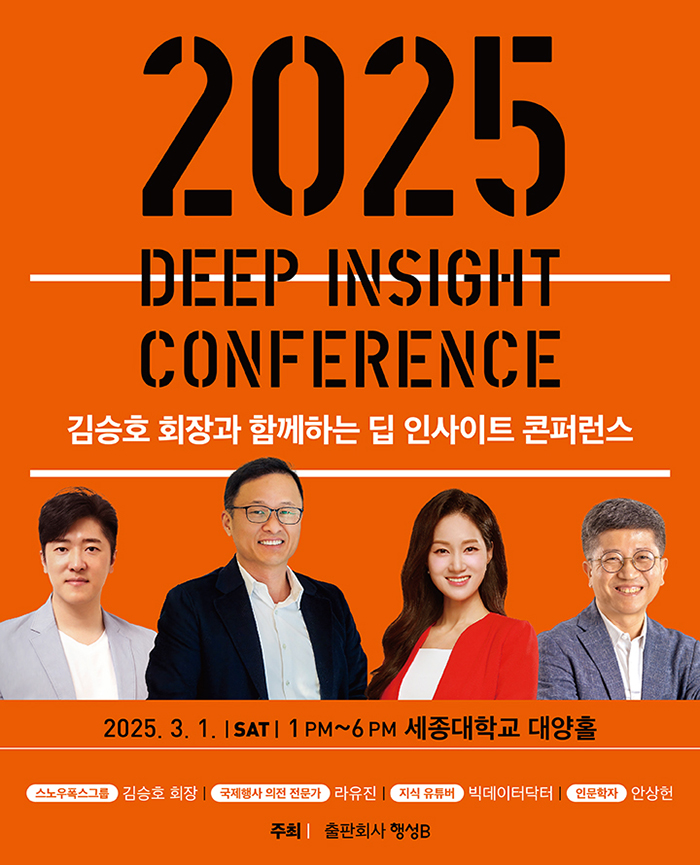 2025
DEEP INSIGHT
CONFERENCE
김승호 회장과 함께하는 딥 인사이트 콘퍼런스
2025. 3. 1. | SAT | 1 PM~6 PM 세종대학교 대양홀
스노우폭스그룹 김승호 회장 | 국제행사 의전 전문가 라유진 | 지식 유튜버 빅데이터닥터 | 인문학자 안상헌
주최 | 출판회사 행성B